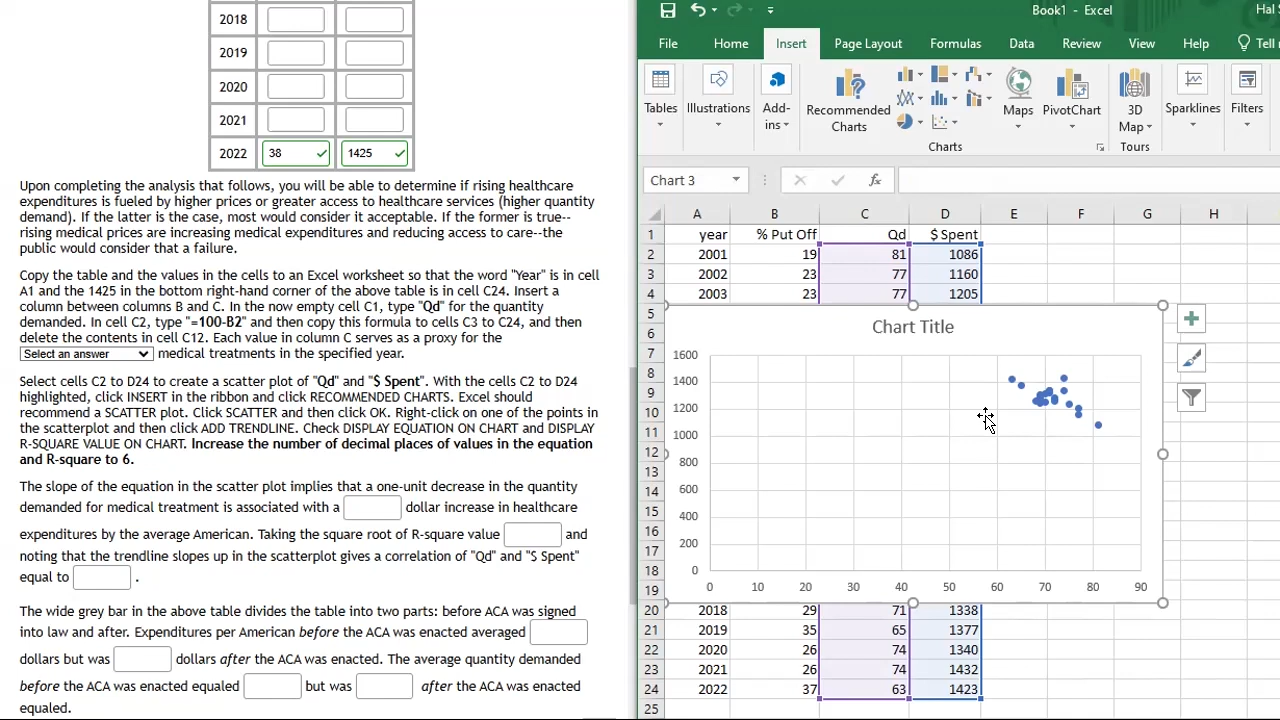 2018
2019
2020
2021
2022 38 1425
Upon completing the analysis that follows, you will be able to determine if rising healthcare
expenditures is fueled by higher prices or greater access to healthcare services (higher quantity
demand). If the latter is the case, most would consider it acceptable. If the former is true--
rising medical prices are increasing medical expenditures and reducing access to care--the
public would consider that a failure.
Copy the table and the values in the cells to an Excel worksheet so that the word "Year" is in cell
A1 and the 1425 in the bottom right-hand corner of the above table is in cell C24. Insert a
column between columns B and C. In the now empty cell C1, type "Qd" for the quantity
demanded. In cell C2, type "=100-B2" and then copy this formula to cells C3 to C24, and then
delete the contents in cell C12. Each value in column C serves as a proxy for the
Select an answer medical treatments in the specified year.
Select cells C2 to D24 to create a scatter plot of "Qd" and "$ Spent". With the cells C2 to D24
highlighted, click INSERT in the ribbon and click RECOMMENDED CHARTS. Excel should
recommend a SCATTER plot. Click SCATTER and then click OK. Right-click on one of the points in
the scatterplot and then click ADD TRENDLINE. Check DISPLAY EQUATION ON CHART and DISPLAY
R-SQUARE VALUE ON CHART. Increase the number of decimal places of values in the equation
and R-square to 6.
The slope of the equation in the scatter plot implies that a one-unit decrease in the quantity
demanded for medical treatment is associated with a dollar increase in healthcare
expenditures by the average American. Taking the square root of R-square value and
noting that the trendline slopes up in the scatterplot gives a correlation of "Qd" and "$ Spent"
equal to .
The wide grey bar in the above table divides the table into two parts: before ACA was signed
into law and after. Expenditures per American before the ACA was enacted averaged
dollars but was dollars after the ACA was enacted. The average quantity demanded
before the ACA was enacted equaled but was after the ACA was enacted
equaled.
Book1 - Excel Hal
File Home Insert Page Layout Formulas Data Review View Help Tell
Tables Illustrations Add-ins Recommended Charts Maps PivotChart 3D Map Sparklines Filters
Charts Tours
Chart 3 fx
A B C D E F G H
1 year % Put Off Qd $ Spent
2 2001 19 81 1086
3 2002 23 77 1160
4 2003 23 77 1205
5
6
7
8
9
10
11
12
13
14
15
16
17
18
19
Chart Title
1600
1400
1200
1000
800
600
400
200
0
0 10 20 30 40 50 60 70 80 90
20 2018 29 71 1338
21 2019 35 65 1377
22 2020 26 74 1340
23 2021 26 74 1432
24 2022 37 63 1423
25